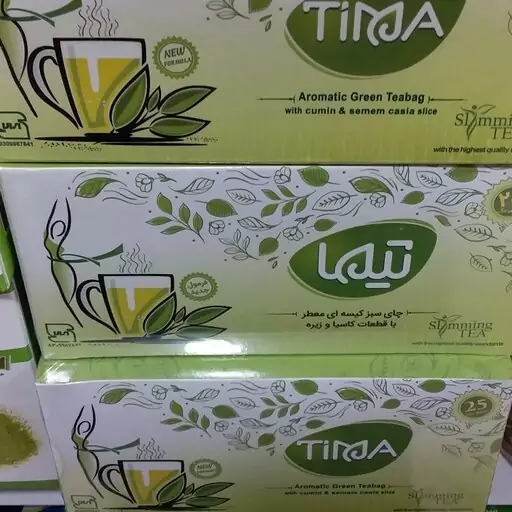 TIMA
NEW
FORMULA
Aromatic Green Teabag
with cumin & semem casia slice
Slimming
TEA
with the highest quality
تیما
فرمول
جدید
چای سبز کیسه ای معطر
با قطعات کاسیا و زیره
Slimming
TEA
25
TIMA
NEW
Aromatic Green Teabag
with cumin & semem casia slice
Slimming
TEA